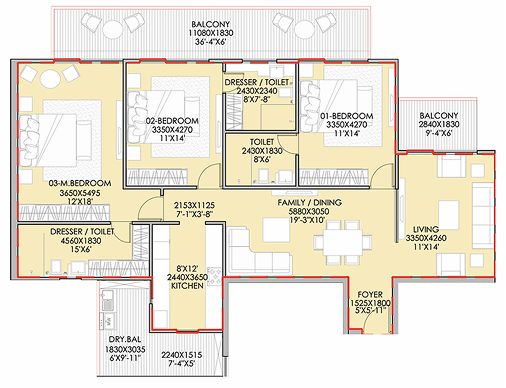 BALCONY
11080X1830
36'-4"X6'
DRESSER / TOILET
2430X2340
8'X7'-8"
02-BEDROOM
3350X4270
11'X14'
01-BEDROOM
3350X4270
11'X14'
BALCONY
2840X1830
9'-4"X6'
TOILET
2430X1830
8'X6'
03-M.BEDROOM
3650X5495
12'X18'
2153X1125
7'-1"X3'-8"
FAMILY / DINING
5880X3050
19'-3"X10'
LIVING
3350X4260
11'X14'
DRESSER / TOILET
4560X1830
15'X6'
8'X12'
2440X3650
KITCHEN
FOYER
1525X1800
5'X5'-11"
DRY.BAL
1830X3035
6'X9'-11"
2240X1515
7'-4"X5'